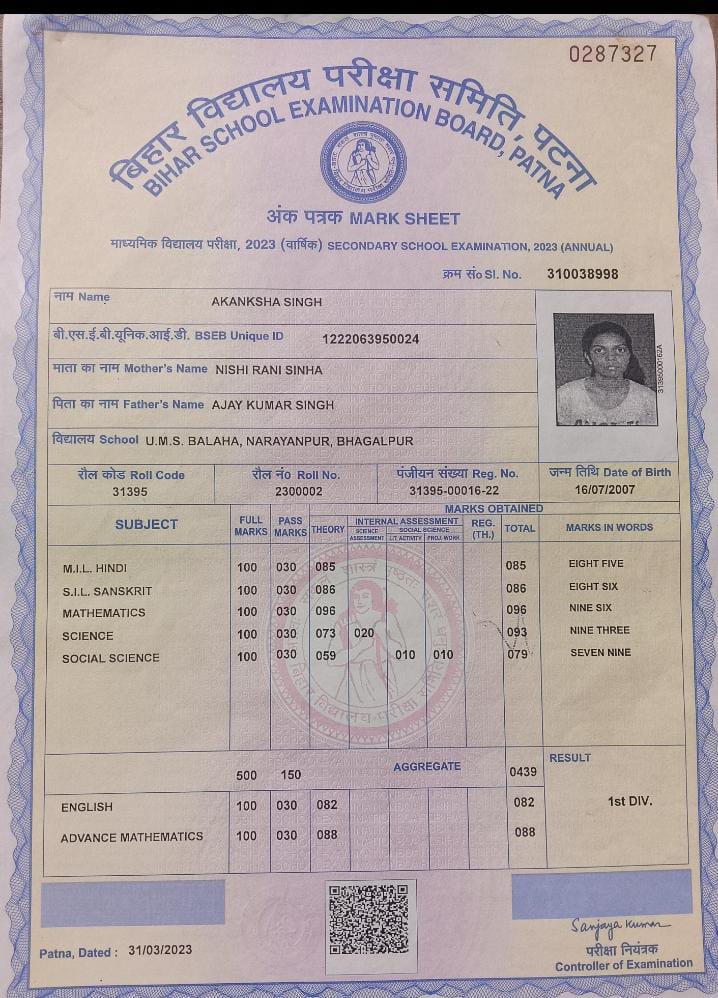 0287327
बिहार विद्यालय परीक्षा समिति, पटना
BIHAR SCHOOL EXAMINATION BOARD, PATNA
अंक पत्रक MARK SHEET
माध्यमिक विद्यालय परीक्षा, 2023 (वार्षिक) SECONDARY SCHOOL EXAMINATION, 2023 (ANNUAL)
क्रम सं० Sl. No. 310038998
नाम Name AKANKSHA SINGH
बी.एस.ई.बी.यूनिक.आई.डी. BSEB Unique ID 1222063950024
माता का नाम Mother's Name NISHI RANI SINHA
पिता का नाम Father's Name AJAY KUMAR SINGH
विद्यालय School U.M.S. BALAHA, NARAYANPUR, BHAGALPUR
रौल कोड Roll Code रौल नं० Roll No. पंजीयन संख्या Reg. No. जन्म तिथि Date of Birth
31395 2300002 31395-00016-22 16/07/2007
MARKS OBTAINED
SUBJECT FULL MARKS PASS MARKS THEORY INTERNAL ASSESSMENT REG. (TH.) TOTAL MARKS IN WORDS
SCIENCE ASSESSMENT SOCIAL SCIENCE
LIT.ACTIVITY PROJ.WORK
M.I.L. HINDI 100 030 085 085 EIGHT FIVE
S.I.L. SANSKRIT 100 030 086 086 EIGHT SIX
MATHEMATICS 100 030 096 096 NINE SIX
SCIENCE 100 030 073 020 093 NINE THREE
SOCIAL SCIENCE 100 030 059 010 010 079 SEVEN NINE
500 150 AGGREGATE 0439 RESULT
ENGLISH 100 030 082 082 1st DIV.
ADVANCE MATHEMATICS 100 030 088 088
Patna, Dated : 31/03/2023
Sanjaya Kumar
परीक्षा नियंत्रक
Controller of Examination